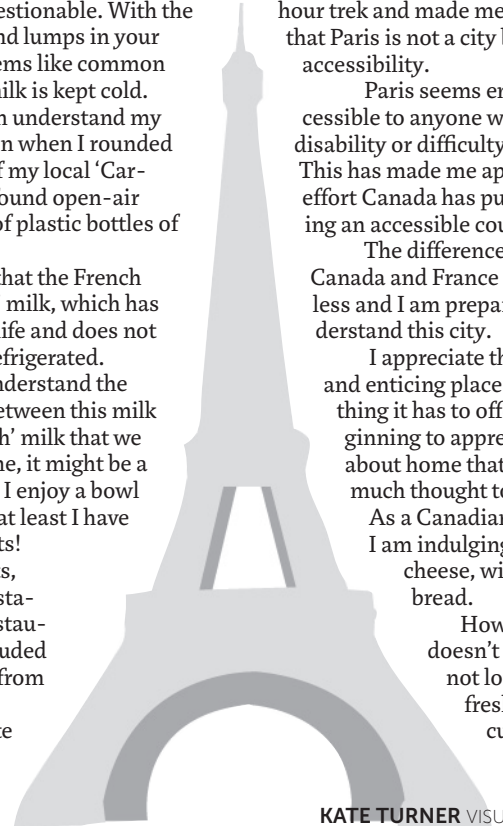 estionable. With the
nd lumps in your
ems like common
ilk is kept cold.
n understand my
n when I rounded
f my local ‘Car-
ound open-air
of plastic bottles of
that the French
milk, which has
life and does not
efrigerated.
nderstand the
etween this milk
h’ milk that we
ne, it might be a
I enjoy a bowl
at least I have
ts!
ts,
sta-
stau-
uded
from
te
hour trek and made me
that Paris is not a city b
accessibility.
Paris seems en
cessible to anyone w
disability or difficulty
This has made me ap
effort Canada has pu
ing an accessible cou
The difference
Canada and France
less and I am prepa
derstand this city.
I appreciate th
and enticing place
thing it has to off
ginning to appre
about home that
much thought to
As a Canadian
I am indulging
cheese, wi
bread.
How
doesn’t
not lo
fresh
cu
KATE TURNER VISU